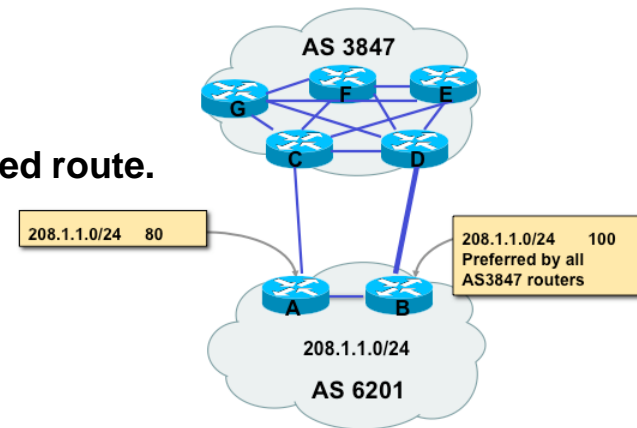 AS 3847
F
E
G
C
D
ed route.
208.1.1.0/24 80
208.1.1.0/24 100
Preferred by all
AS3847 routers
A
B
208.1.1.0/24
AS 6201